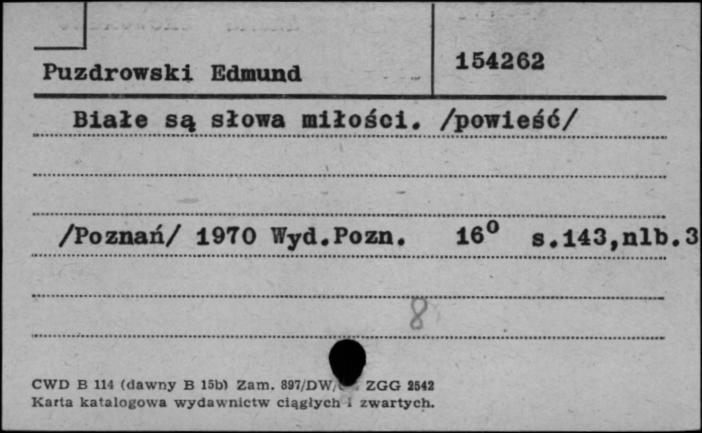 Puzdrowski Edmund
154262
Białe są słowa miłości. /powieść/
/Poznań/ 1970 Wyd.Pozn. 16⁰ s.143,nlb.3
8
CWD B 114 (dawny B 15b) Zam. 897/DW/ ZGG 2542
Karta katalogowa wydawnictw ciągłych i zwartych.